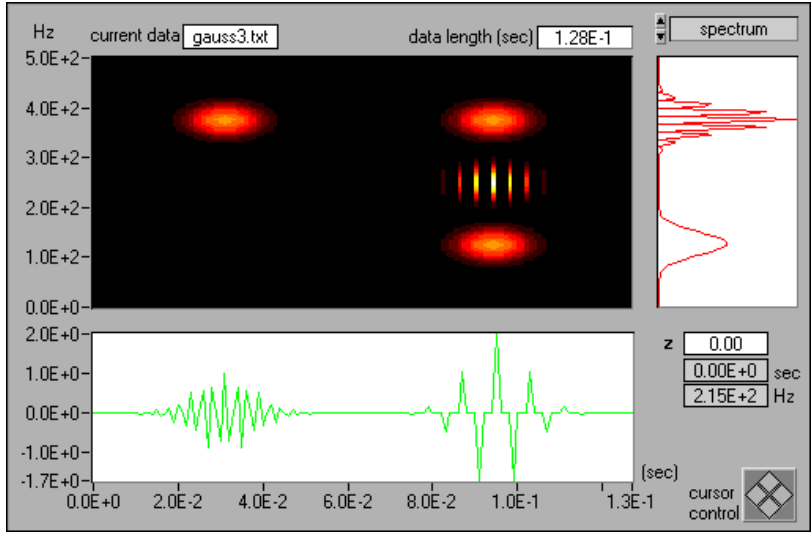 Hz current data gauss3.txt data length (sec) 1.28E-1 spectrum
5.0E+2
4.0E+2
3.0E+2
2.0E+2
1.0E+2
0.0E+0
2.0E+0
1.0E+0
0.0E+0
-1.0E+0
-1.7E+0
0.0E+0 2.0E-2 4.0E-2 6.0E-2 8.0E-2 1.0E-1 1.3E-1
(sec)
z 0.00
0.00E+0 sec
2.15E+2 Hz
cursor
control